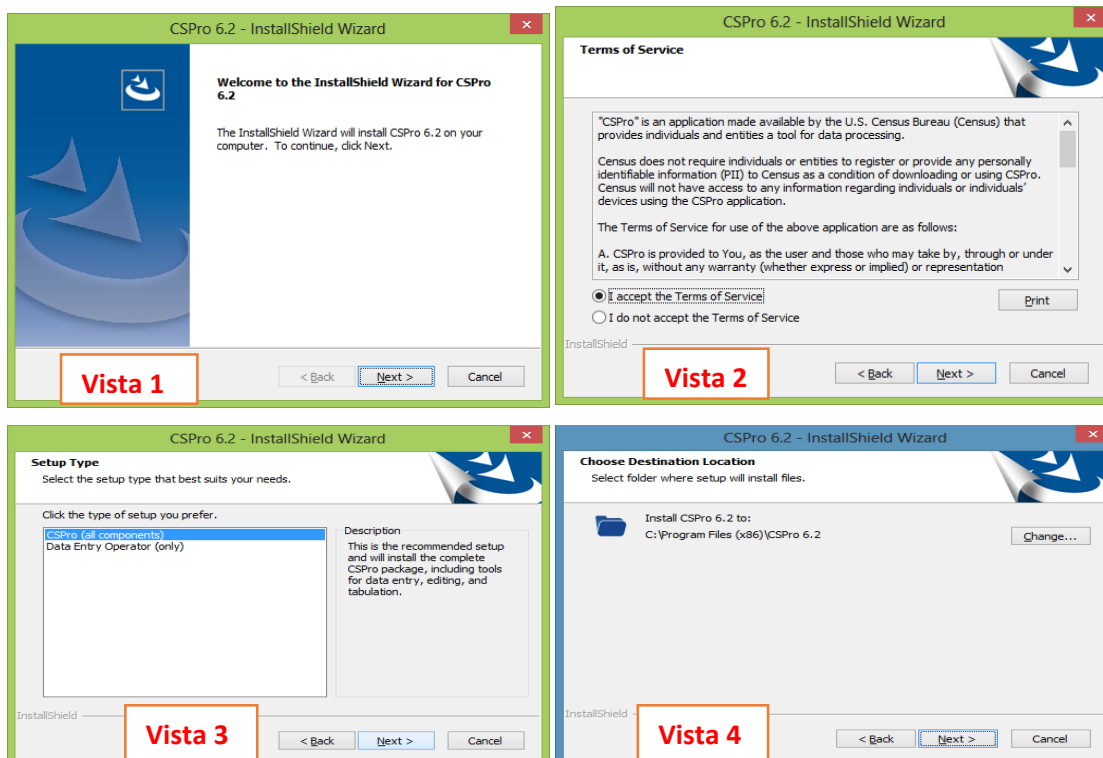 CSPro 6.2 - InstallShield Wizard
×
Welcome to the InstallShield Wizard for CSPro
6.2
The InstallShield Wizard will install CSPro 6.2 on your
computer. To continue, click Next.
Vista 1
< Back
Next >
Cancel
CSPro 6.2 - InstallShield Wizard
×
Terms of Service
"CSPro" is an application made available by the U.S. Census Bureau (Census) that
provides individuals and entities a tool for data processing.
Census does not require individuals or entities to register or provide any personally
identifiable information (PII) to Census as a condition of downloading or using CSPro.
Census will not have access to any information regarding individuals or individuals'
devices using the CSPro application.
The Terms of Service for use of the above application are as follows:
A. CSPro is provided to You, as the user and those who may take by, through or under
it, as is, without any warranty (whether express or implied) or representation
I accept the Terms of Service
Print
I do not accept the Terms of Service
InstallShield
Vista 2
< Back
Next >
Cancel
CSPro 6.2 - InstallShield Wizard
×
Setup Type
Select the setup type that best suits your needs.
Click the type of setup you prefer.
CSPro (all components)
Data Entry Operator (only)
Description
This is the recommended setup
and will install the complete
CSPro package, including tools
for data entry, editing, and
tabulation.
InstallShield
Vista 3
< Back
Next >
Cancel
CSPro 6.2 - InstallShield Wizard
×
Choose Destination Location
Select folder where setup will install files.
Install CSPro 6.2 to:
C:\Program Files (x86)\CSPro 6.2
Change...
InstallShield
Vista 4
< Back
Next >
Cancel